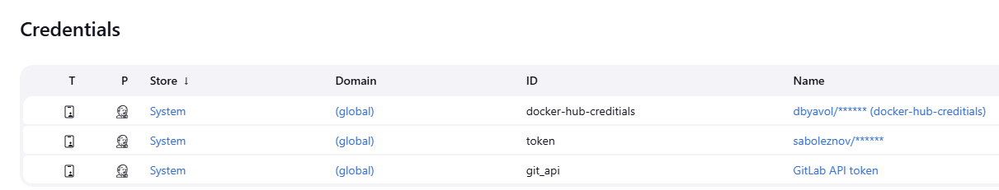 Credentials
T P Store ↓ Domain ID Name
System (global) docker-hub-creditials dbyavol/****** (docker-hub-creditials)
System (global) token saboleznov/******
System (global) git_api GitLab API token